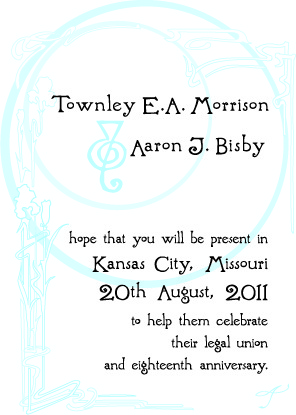 Townley E.A. Morrison
Aaron J. Bisby
hope that you will be present in
Kansas City, Missouri
20th August, 2011
to help them celebrate
their legal union
and eighteenth anniversary.